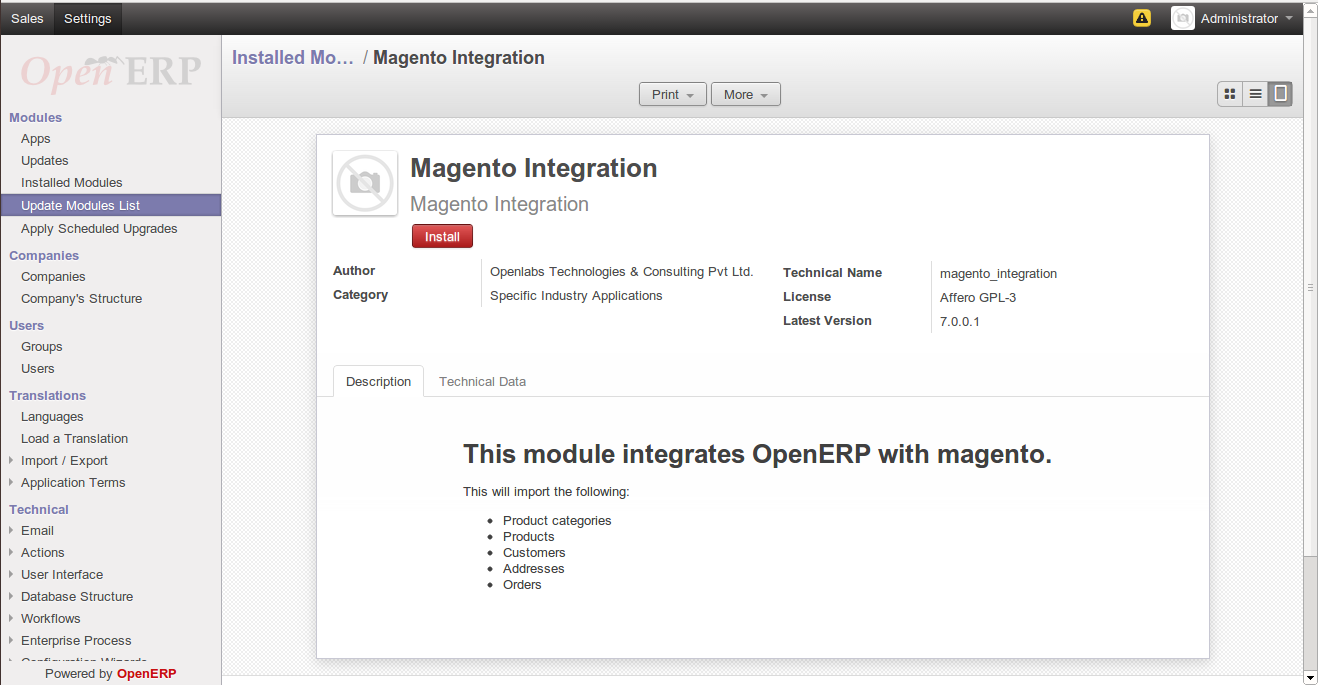 Sales Settings Administrator
Open ERP
Installed Mo... / Magento Integration
Print More
Modules
Apps
Updates
Installed Modules
Update Modules List
Apply Scheduled Upgrades
Companies
Companies
Company's Structure
Users
Groups
Users
Translations
Languages
Load a Translation
Import / Export
Application Terms
Technical
Email
Actions
User Interface
Database Structure
Workflows
Enterprise Process
Configuration Wizards
Powered by OpenERP
Magento Integration
Magento Integration
Install
Author Openlabs Technologies & Consulting Pvt Ltd.
Category Specific Industry Applications
Technical Name magento_integration
License Affero GPL-3
Latest Version 7.0.0.1
Description Technical Data
This module integrates OpenERP with magento.
This will import the following:
• Product categories
• Products
• Customers
• Addresses
• Orders